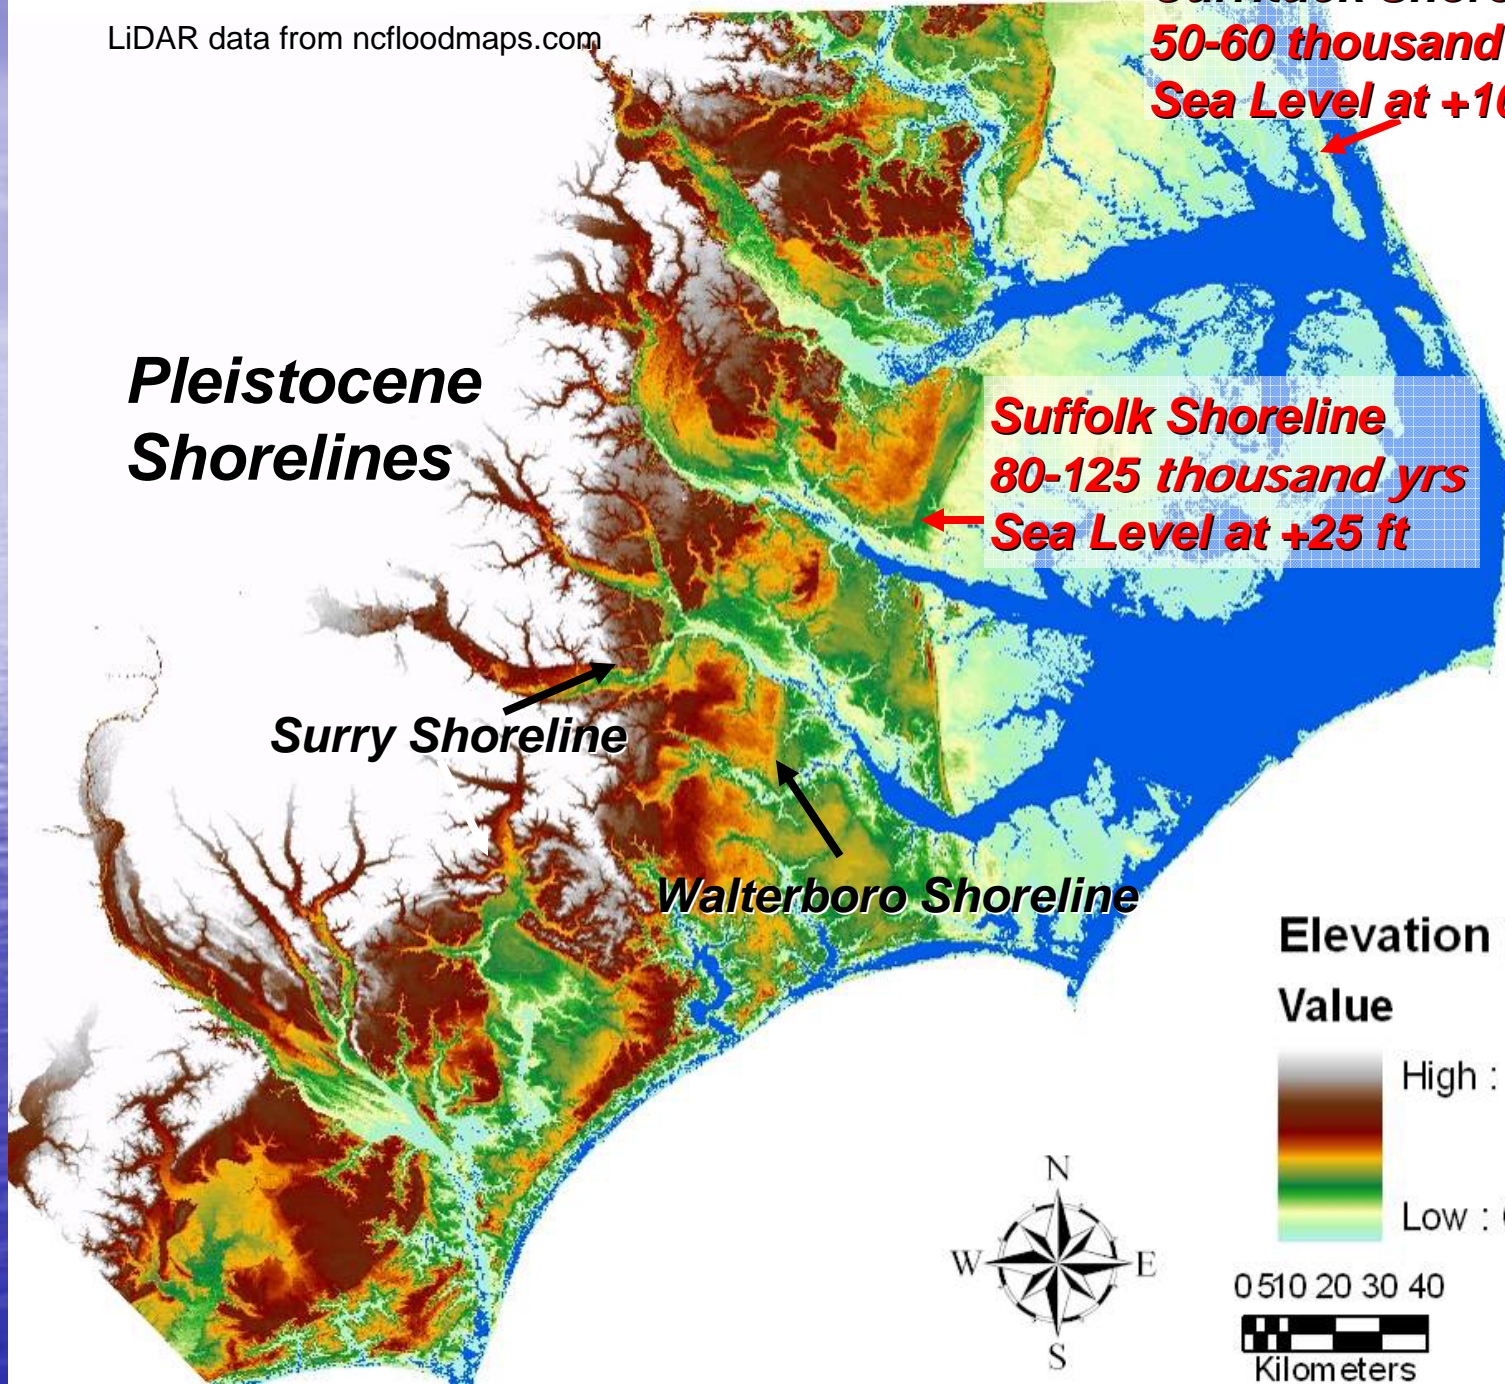 LiDAR data from ncfloodmaps.com
50-60 thousand
Sea Level at
Pleistocene
Shorelines
Suffolk Shoreline
80-125 thousand yrs
Sea Level at +25 ft
Surry Shoreline
Walterboro Shoreline
Elevation
Value
High :
Low :
N
W
E
S
0 5 10 20 30 40
Kilometers